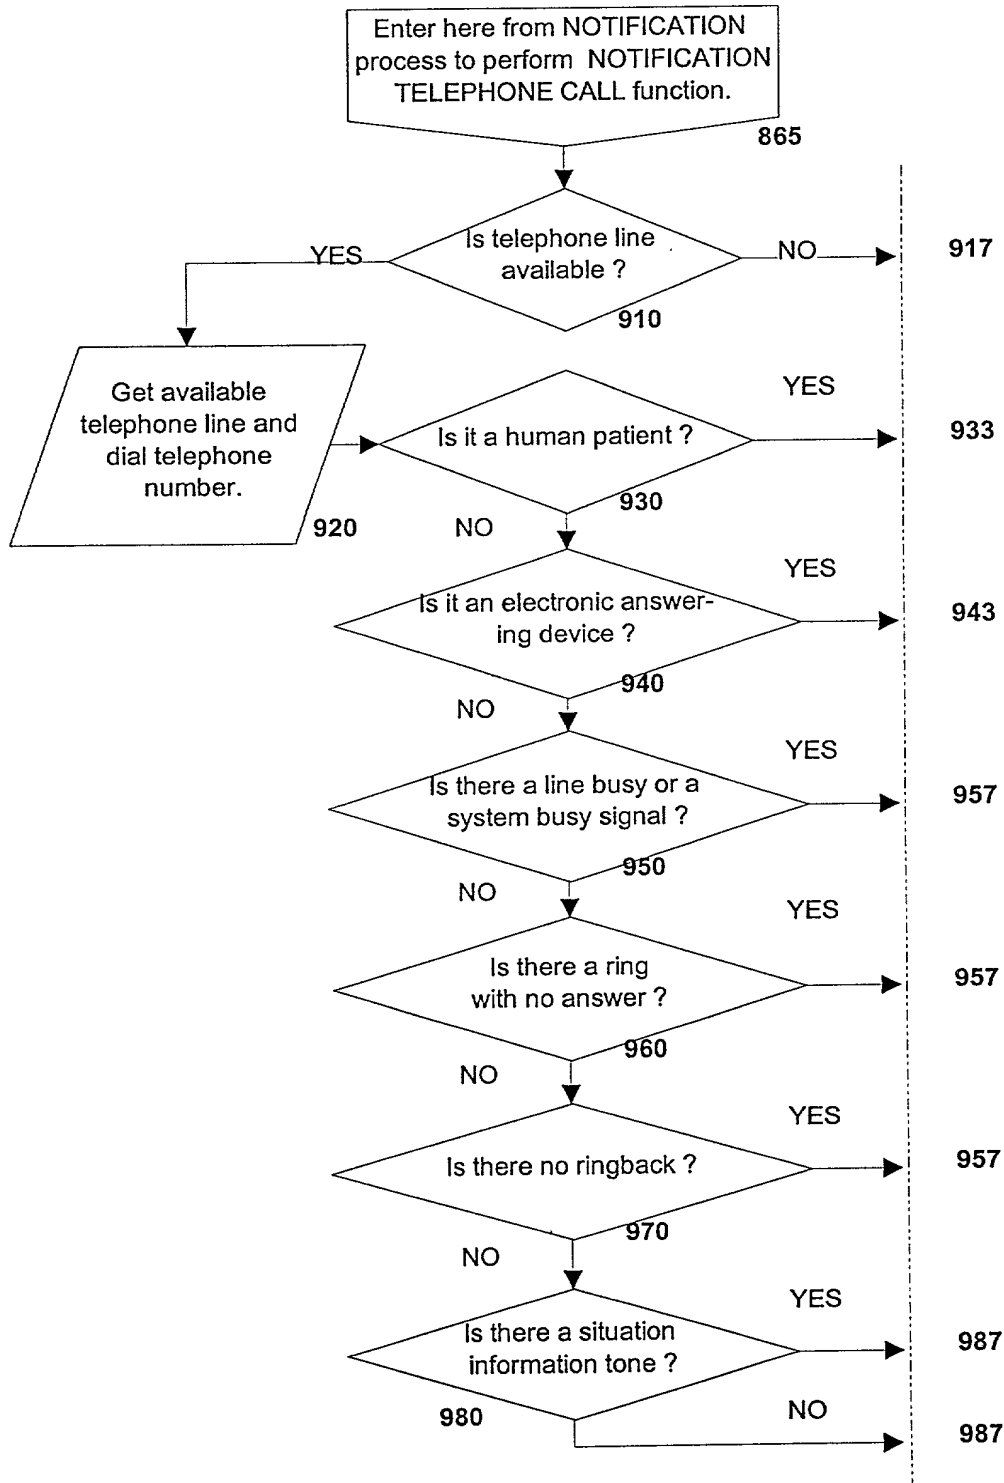 Enter here from NOTIFICATION
process to perform NOTIFICATION
TELEPHONE CALL function.
865
Is telephone line
available ?
YES
NO
917
910
Get available
telephone line and
dial telephone
number.
920
Is it a human patient ?
YES
933
930
NO
Is it an electronic answer-
ing device ?
YES
943
940
NO
Is there a line busy or a
system busy signal ?
YES
957
950
NO
Is there a ring
with no answer ?
YES
957
960
NO
Is there no ringback ?
YES
957
970
NO
Is there a situation
information tone ?
YES
987
980
NO
987